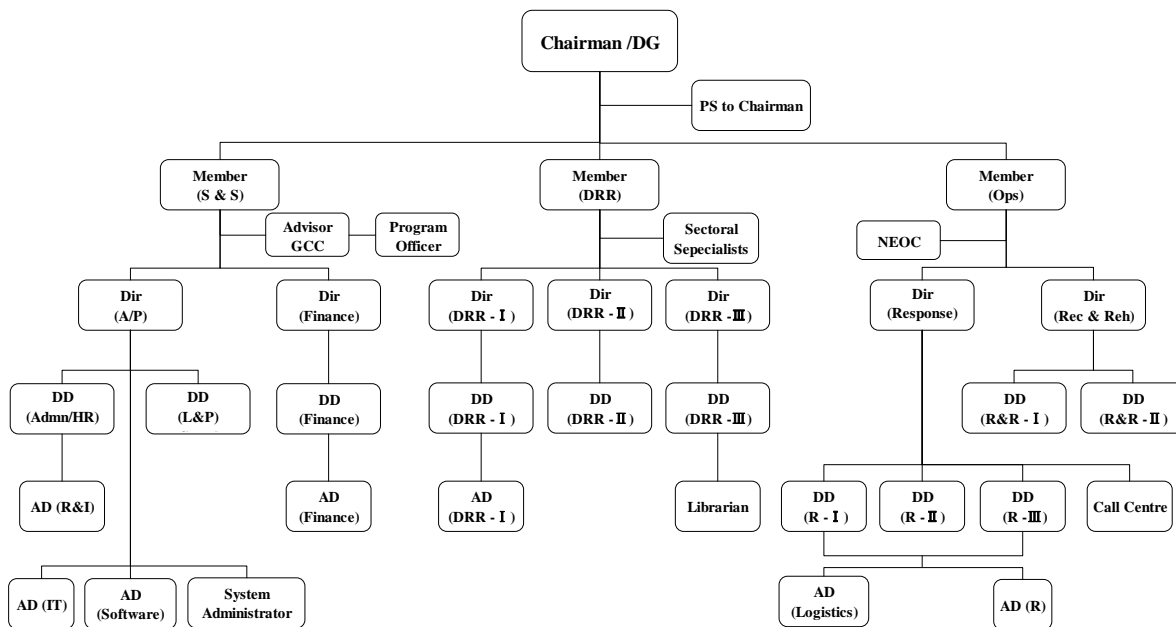 Chairman /DG
PS to Chairman
Member
(S & S)
Member
(DRR)
Member
(Ops)
Advisor
GCC
Program
Officer
Sectoral
Sepecialists
NEOC
Dir
(A/P)
Dir
(Finance)
Dir
(DRR - Ⅰ )
Dir
(DRR -Ⅱ )
Dir
(DRR -Ⅲ )
Dir
(Response)
Dir
(Rec & Reh)
DD
(Admn/HR)
DD
(L&P)
DD
(Finance)
DD
(DRR - Ⅰ )
DD
(DRR -Ⅱ )
DD
(DRR -Ⅲ )
DD
(R&R - Ⅰ )
DD
(R&R - Ⅱ )
AD (R&I)
AD
(Finance)
AD
(DRR - Ⅰ )
Librarian
DD
(R - Ⅰ )
DD
(R -Ⅱ )
DD
(R -Ⅲ )
Call Centre
AD (IT)
AD
(Software)
System
Administrator
AD
(Logistics)
AD (R)